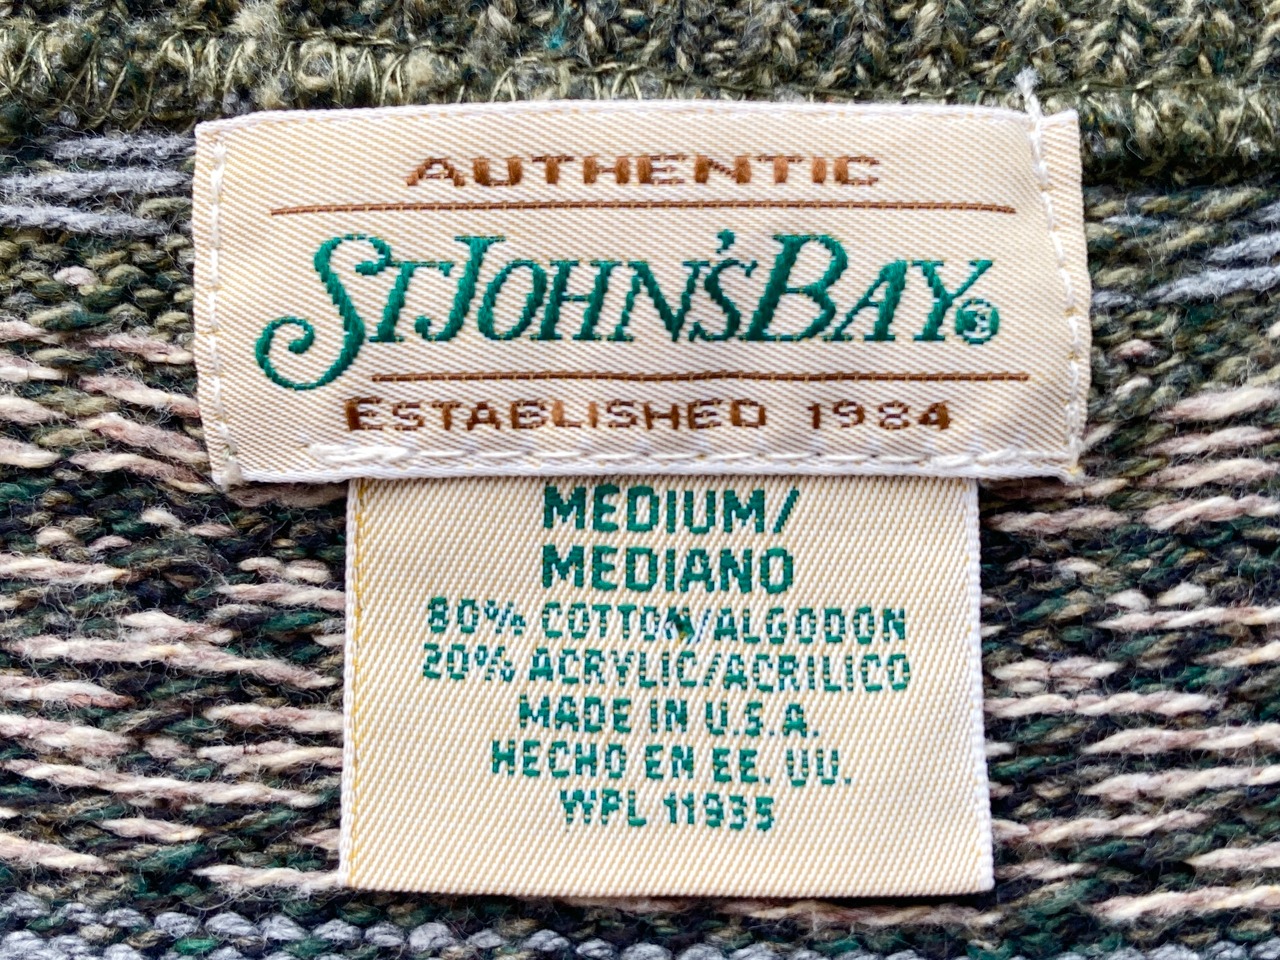 AUTHENTIC
ST JOHN'S BAY®
ESTABLISHED 1984
MEDIUM/
MEDIANO
80% COTTON/ALGODON
20% ACRYLIC/ACRILICO
MADE IN U.S.A.
HECHO EN EE. UU.
WPL 11935